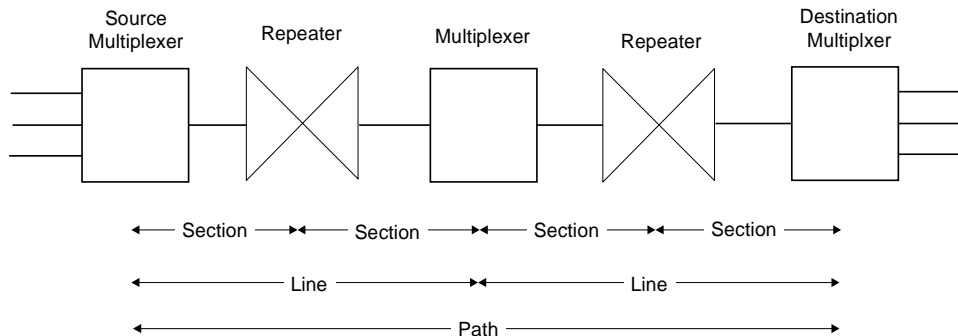 Source
Multiplexer
Repeater
Multiplexer
Repeater
Destination
Multiplxer
Section
Section
Section
Section
Line
Line
Path